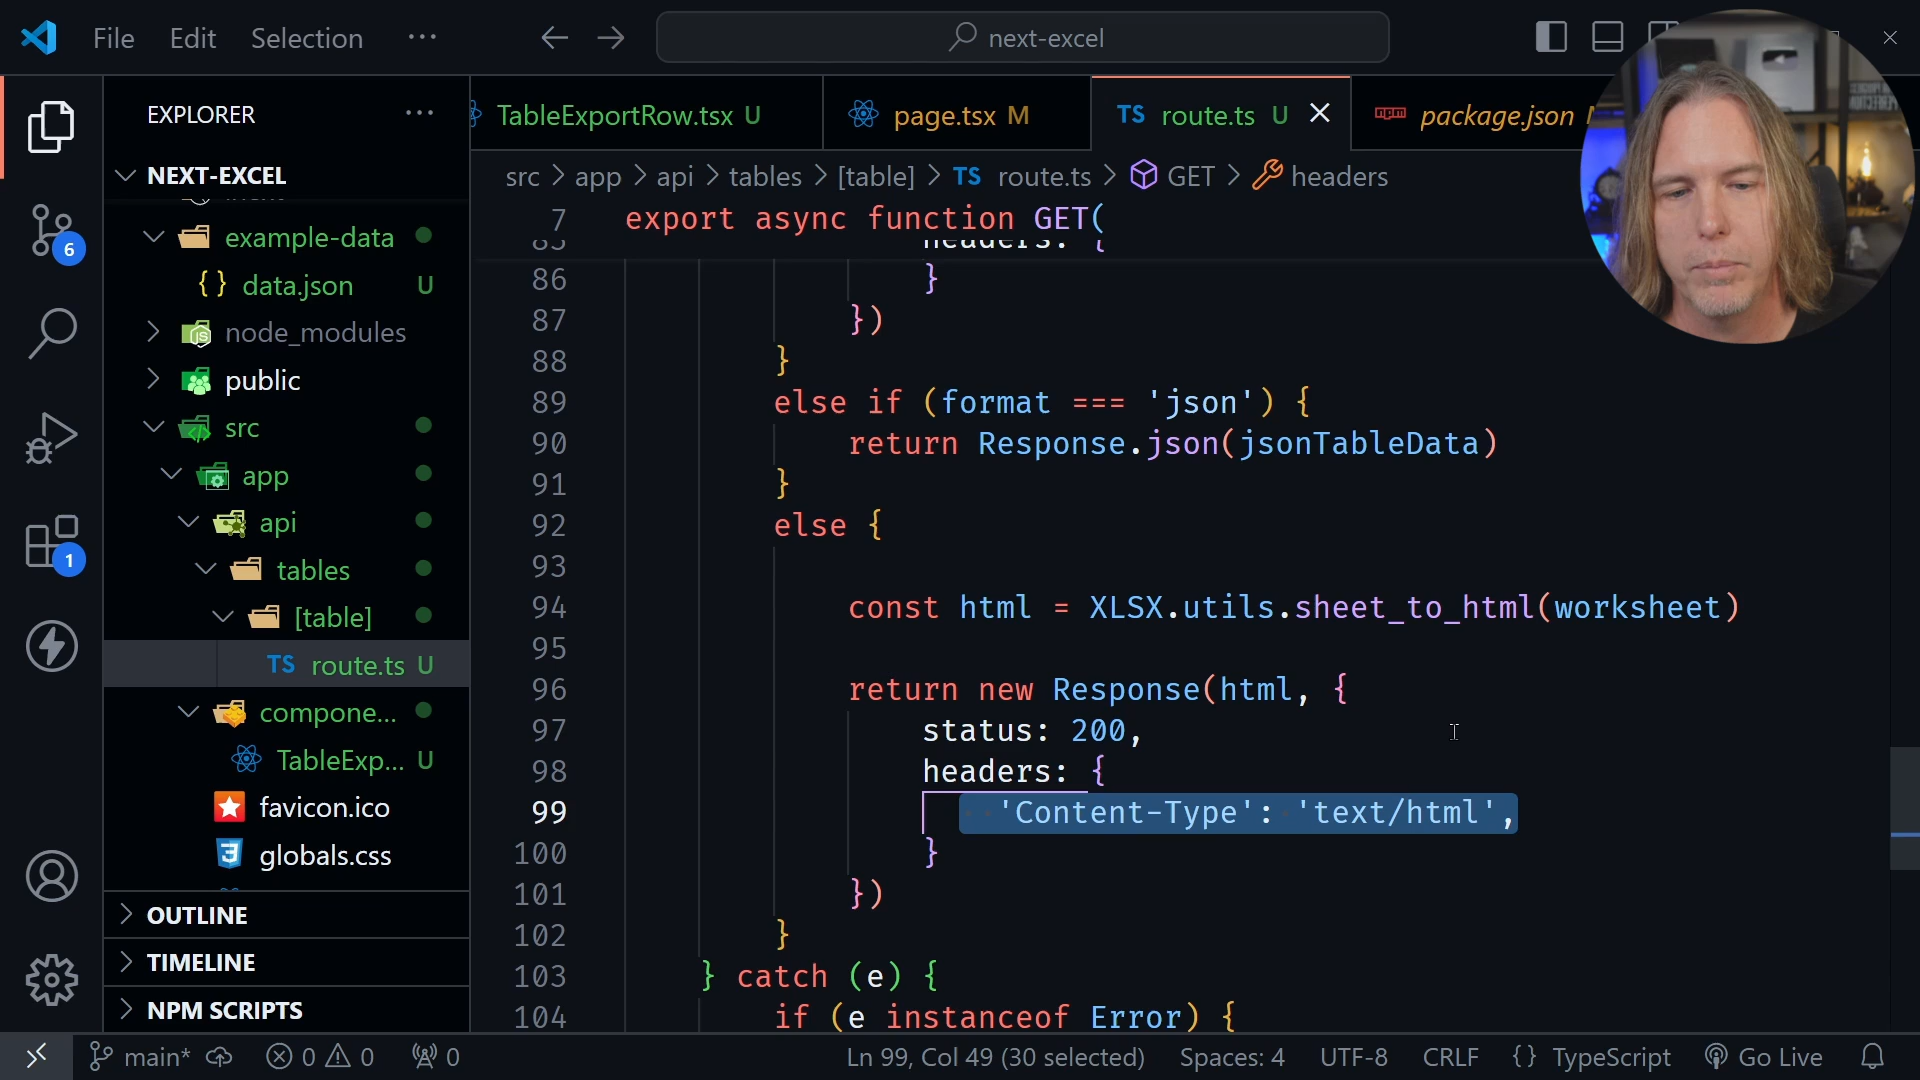 File Edit Selection ··· next-excel
EXPLORER ···
NEXT-EXCEL
example-data
data.json U
node_modules
public
src
app
api
tables
[table]
TS route.ts U
compone...
TableExp... U
favicon.ico
globals.css
OUTLINE
TIMELINE
NPM SCRIPTS
6
1
TableExportRow.tsx U
page.tsx M
TS route.ts U
package.json
src > app > api > tables > [table] > TS route.ts > GET > headers
7 export async function GET(
85 headers: {
86 }
87 })
88 }
89 else if (format === 'json') {
90 return Response.json(jsonTableData)
91 }
92 else {
93
94 const html = XLSX.utils.sheet_to_html(worksheet)
95
96 return new Response(html, {
97 status: 200,
98 headers: {
99 'Content-Type': 'text/html',
100 }
101 })
102 }
103 } catch (e) {
104 if (e instanceof Error) {
main* 0 0 0 Ln 99, Col 49 (30 selected) Spaces: 4 UTF-8 CRLF {} TypeScript Go Live